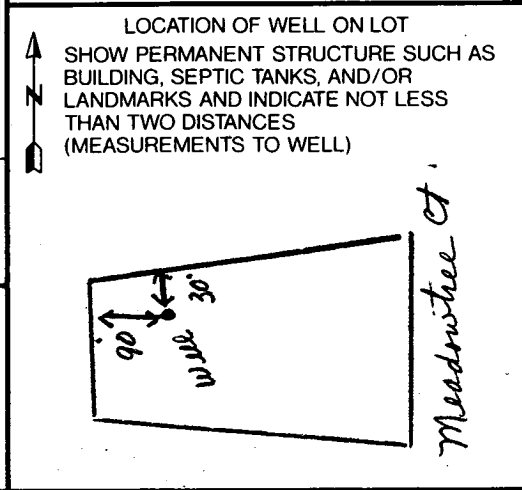 LOCATION OF WELL ON LOT
SHOW PERMANENT STRUCTURE SUCH AS
BUILDING, SEPTIC TANKS, AND/OR
LANDMARKS AND INDICATE NOT LESS
THAN TWO DISTANCES
(MEASUREMENTS TO WELL)
N
30'
90'
Well
Meadowtree Ct.